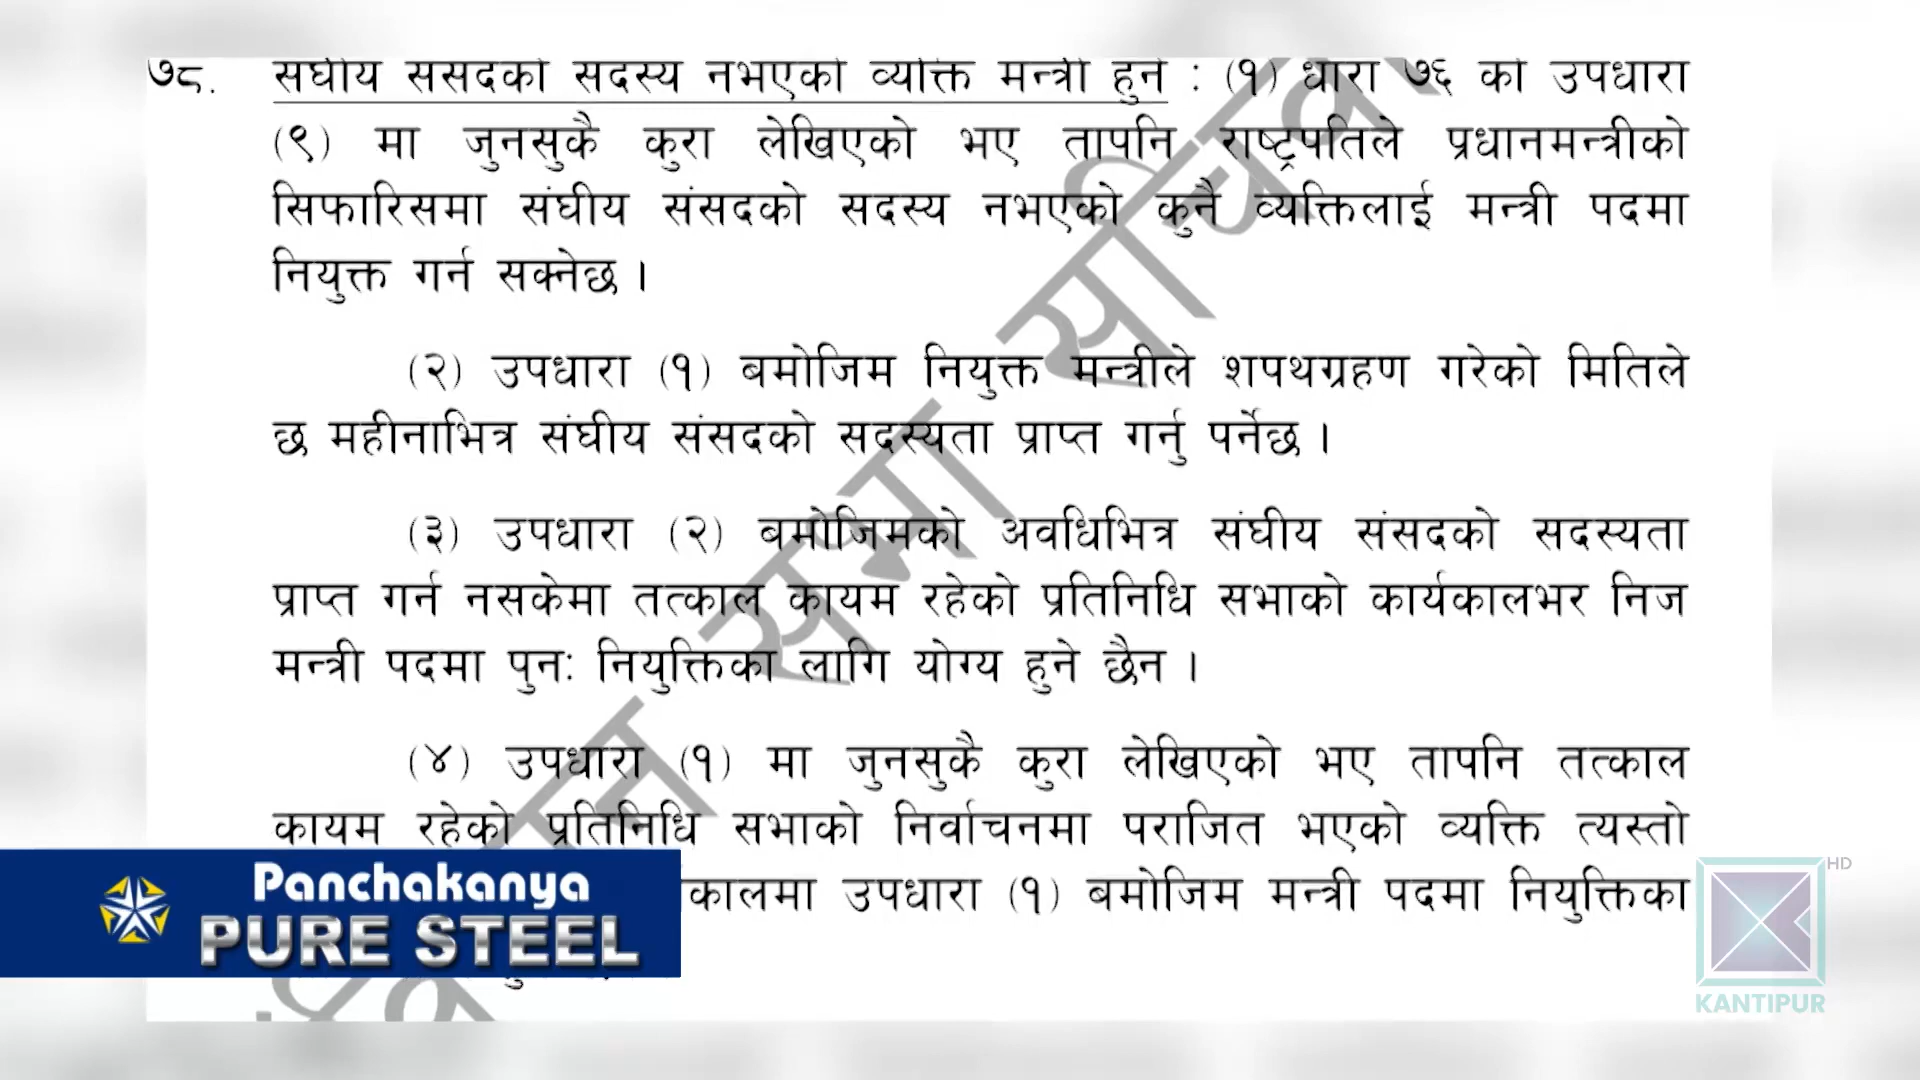 ७८. संघीय संसदको सदस्य नभएको व्यक्ति मन्त्री हुने : (१) धारा ७६ को उपधारा
(९) मा जुनसुकै कुरा लेखिएको भए तापनि राष्ट्रपतिले प्रधानमन्त्रीको
सिफारिसमा संघीय संसदको सदस्य नभएको कुनै व्यक्तिलाई मन्त्री पदमा
नियुक्त गर्न सक्नेछ ।
(२) उपधारा (१) बमोजिम नियुक्त मन्त्रीले शपथग्रहण गरेको मितिले
छ महीनाभित्र संघीय संसदको सदस्यता प्राप्त गर्नु पर्नेछ ।
(३) उपधारा (२) बमोजिमको अवधिभित्र संघीय संसदको सदस्यता
प्राप्त गर्न नसकेमा तत्काल कायम रहेको प्रतिनिधि सभाको कार्यकालभर निज
मन्त्री पदमा पुनः नियुक्तिका लागि योग्य हुने छैन ।
(४) उपधारा (१) मा जुनसुकै कुरा लेखिएको भए तापनि तत्काल
कायम रहेको प्रतिनिधि सभाको निर्वाचनमा पराजित भएको व्यक्ति त्यस्तो
कालमा उपधारा (१) बमोजिम मन्त्री पदमा नियुक्तिका
Panchakanya
PURE STEEL
HD
KANTIPUR
सभा